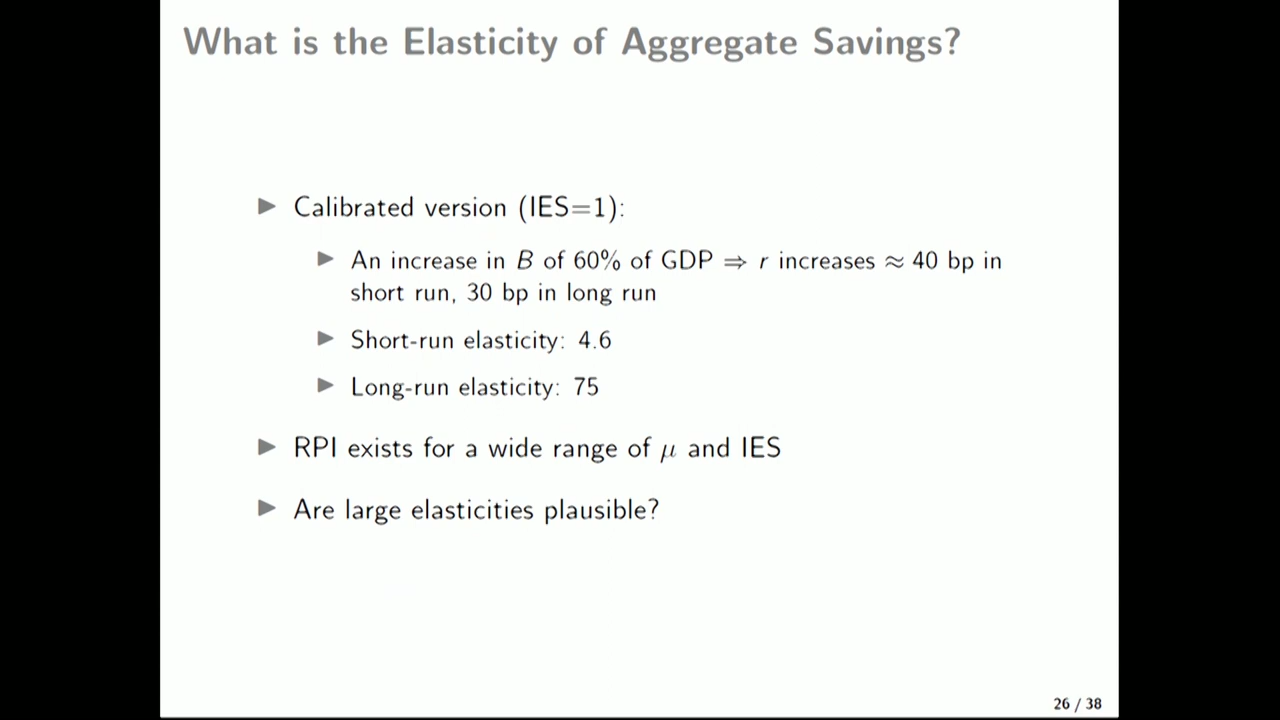 What is the Elasticity of Aggregate Savings?
▶ Calibrated version (IES=1):
▶ An increase in B of 60% of GDP ⇒ r increases ≈ 40 bp in
short run, 30 bp in long run
▶ Short-run elasticity: 4.6
▶ Long-run elasticity: 75
▶ RPI exists for a wide range of μ and IES
▶ Are large elasticities plausible?
26 / 38